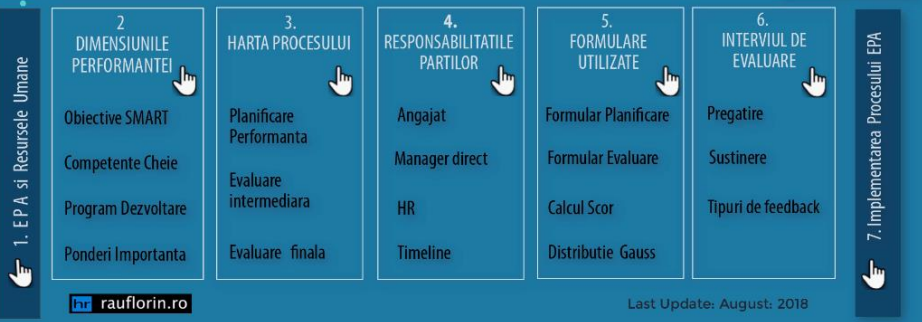 1. E P A si Resursele Umane
2
DIMENSIUNILE
PERFORMANTEI
Obiective SMART
Competente Cheie
Program Dezvoltare
Ponderi Importanta
3.
HARTA PROCESULUI
Planificare
Performanta
Evaluare
intermediara
Evaluare finala
4.
RESPONSABILITATILE
PARTILOR
Angajat
Manager direct
HR
Timeline
5.
FORMULARE
UTILIZATE
Formular Planificare
Formular Evaluare
Calcul Scor
Distributie Gauss
6.
INTERVIUL DE
EVALUARE
Pregatire
Sustinere
Tipuri de feedback
7. Implementarea Procesului EPA
hr rauflorin.ro
Last Update: August: 2018